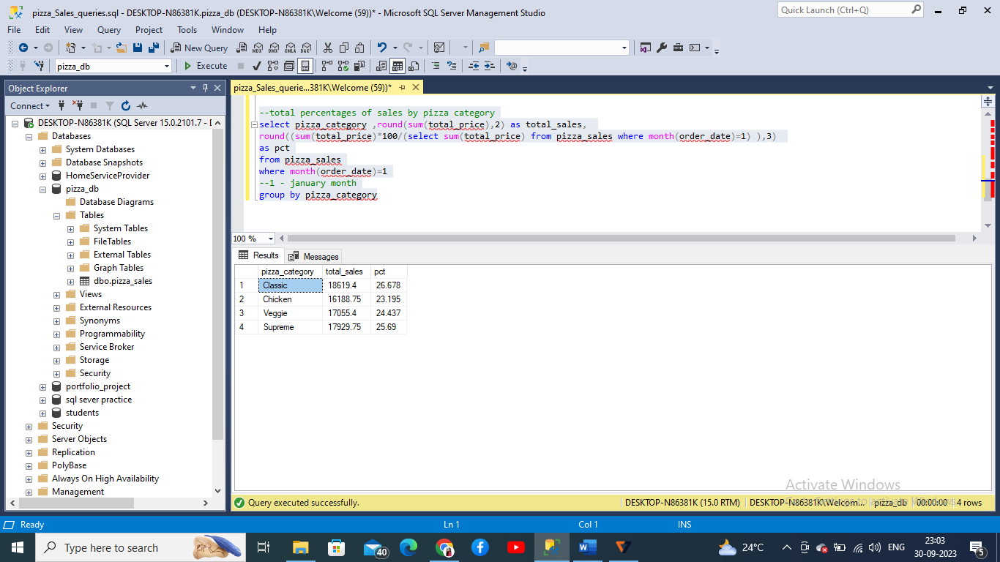 pizza_Sales_queries.sql - DESKTOP-N86381K.pizza_db (DESKTOP-N86381K\Welcome (59))* - Microsoft SQL Server Management Studio
Quick Launch (Ctrl+Q)
File Edit View Query Project Tools Window Help
New Query MDX DMX XMLA DAX
pizza_db Execute
Object Explorer
Connect
DESKTOP-N86381K (SQL Server 15.0.2101.7 -
Databases
System Databases
Database Snapshots
HomeServiceProvider
pizza_db
Database Diagrams
Tables
System Tables
FileTables
External Tables
Graph Tables
dbo.pizza_sales
Views
External Resources
Synonyms
Programmability
Service Broker
Storage
Security
portfolio_project
sql sever practice
students
Security
Server Objects
Replication
PolyBase
Always On High Availability
Management
pizza_Sales_querie...381K\Welcome (59))*
--total percentages of sales by pizza category
select pizza_category ,round(sum(total_price),2) as total_sales,
round((sum(total_price)*100/(select sum(total_price) from pizza_sales where month(order_date)=1) ),3)
as pct
from pizza_sales
where month(order_date)=1
--1 - january month
group by pizza_category
100 %
Results Messages
pizza_category total_sales pct
1 Classic 18619.4 26.678
2 Chicken 16188.75 23.195
3 Veggie 17055.4 24.437
4 Supreme 17929.75 25.69
Activate Windows
Query executed successfully. DESKTOP-N86381K (15.0 RTM) DESKTOP-N86381K\Welcom... pizza_db 00:00:00 4 rows
Go to Settings to activate Windows.
Ready Ln 1 Col 1 INS
Type here to search 40 24°C ENG 23:03
30-09-2023 5